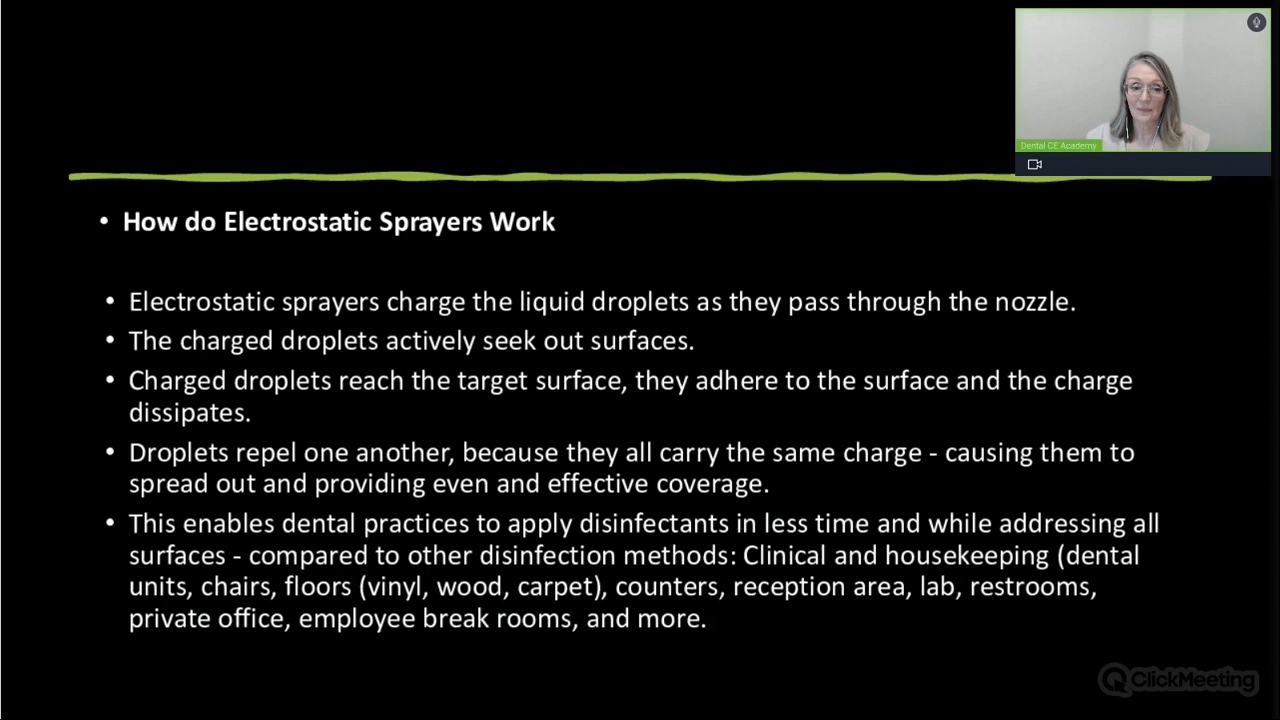 Dental CE Academy
• How do Electrostatic Sprayers Work
• Electrostatic sprayers charge the liquid droplets as they pass through the nozzle.
• The charged droplets actively seek out surfaces.
• Charged droplets reach the target surface, they adhere to the surface and the charge
dissipates.
• Droplets repel one another, because they all carry the same charge - causing them to
spread out and providing even and effective coverage.
• This enables dental practices to apply disinfectants in less time and while addressing all
surfaces - compared to other disinfection methods: Clinical and housekeeping (dental
units, chairs, floors (vinyl, wood, carpet), counters, reception area, lab, restrooms,
private office, employee break rooms, and more.
ClickMeeting